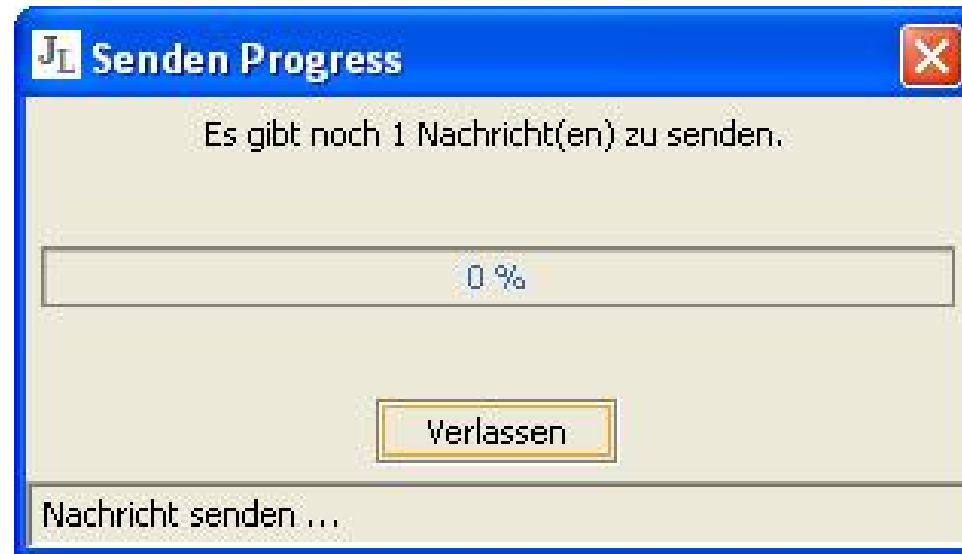 JL Senden Progress
Es gibt noch 1 Nachricht(en) zu senden.
0 %
Verlassen
Nachricht senden ...